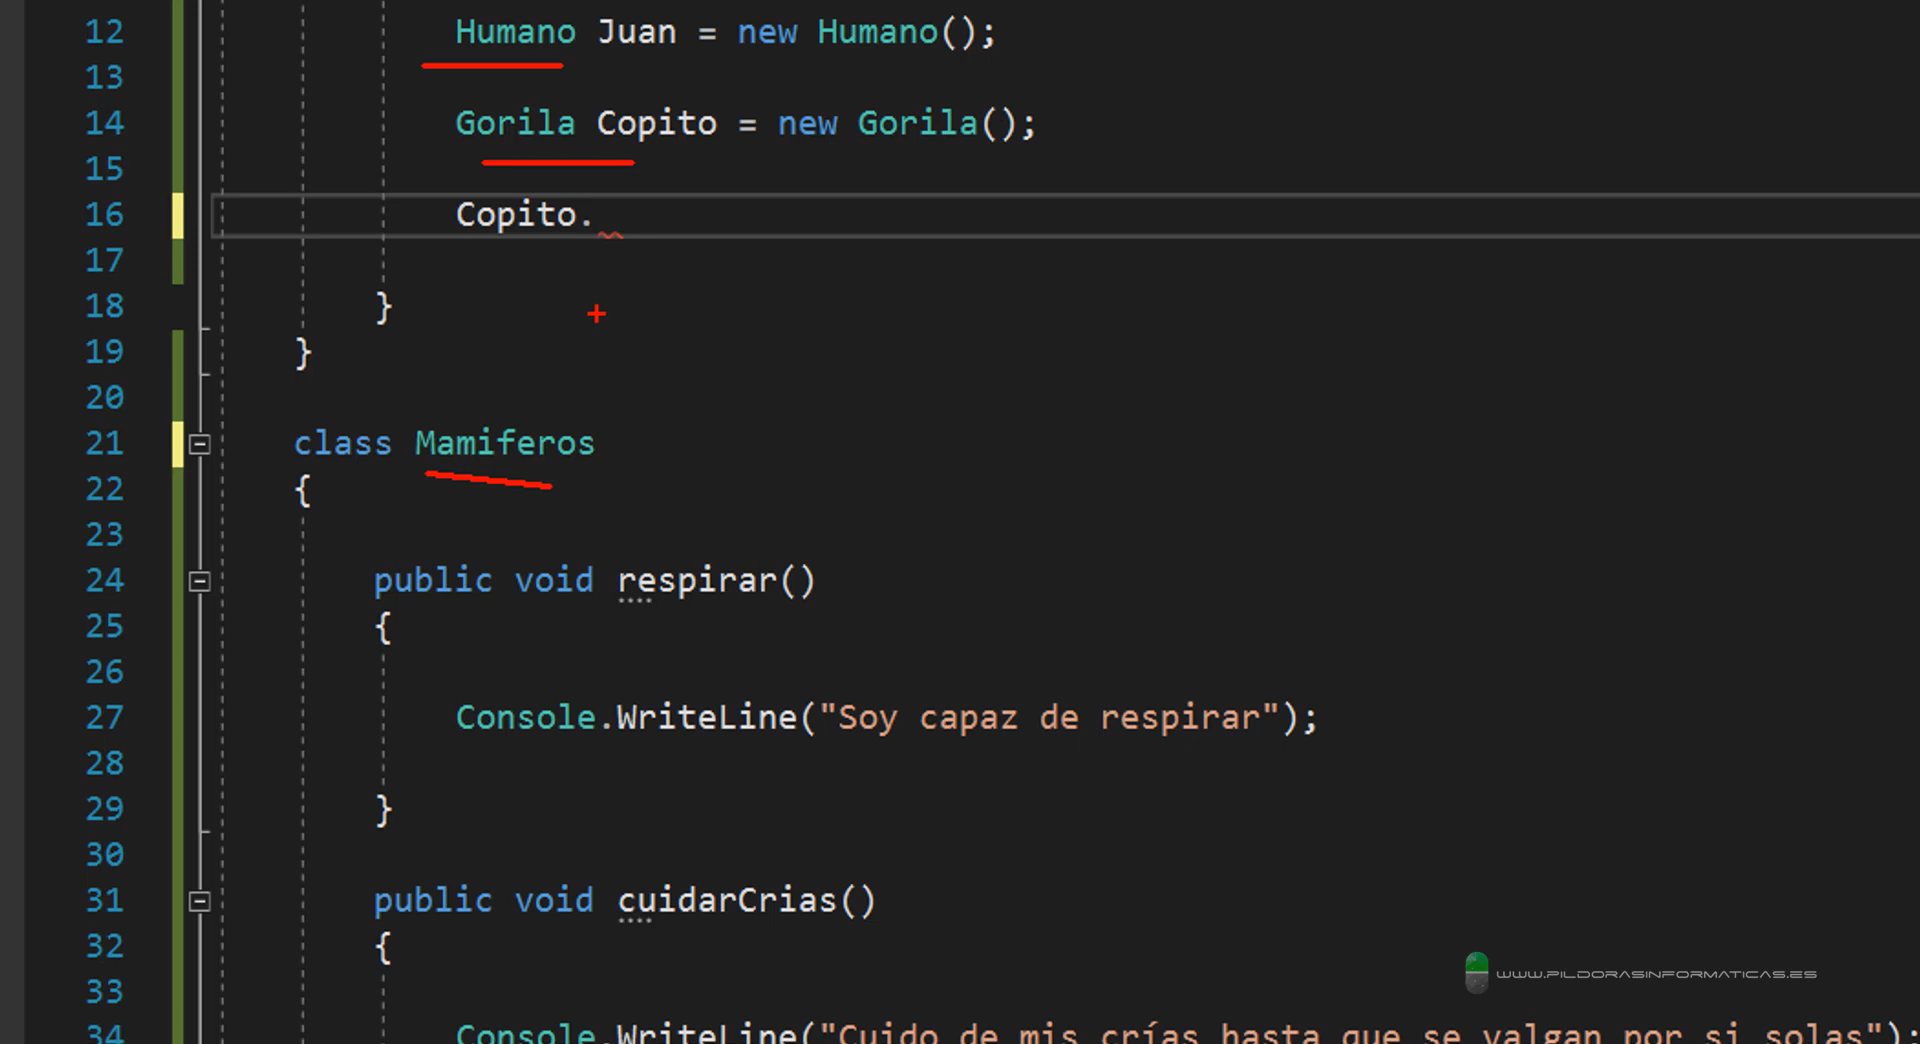 12 Humano Juan = new Humano();
13
14 Gorila Copito = new Gorila();
15
16 Copito.
17
18 }
19 }
20
21 class Mamiferos
22 {
23
24 public void respirar()
25 {
26
27 Console.WriteLine("Soy capaz de respirar");
28
29 }
30
31 public void cuidarCrias()
32 {
33
34 Console.WriteLine("Cuido de mis crías hasta que se valgan por si solas");
WWW.PILDORASINFORMATICAS.ES